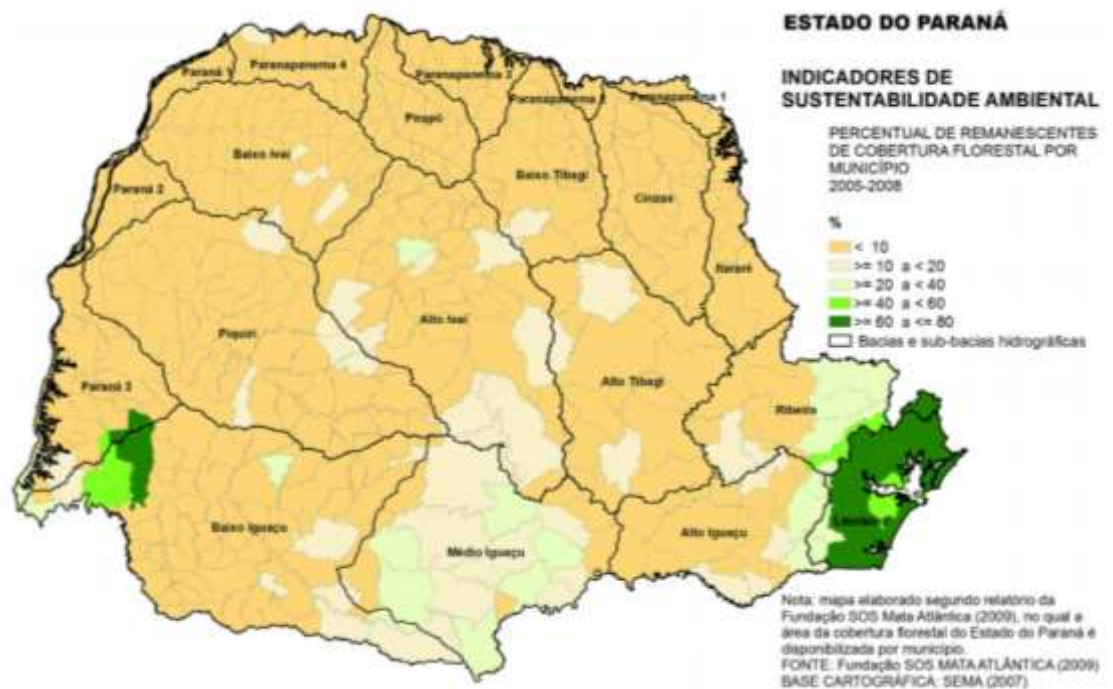 ESTADO DO PARANÁ
INDICADORES DE
SUSTENTABILIDADE AMBIENTAL
PERCENTUAL DE REMANESCENTES
DE COBERTURA FLORESTAL POR
MUNICÍPIO
2005-2008
%
< 10
>= 10 a < 20
>= 20 a < 40
>= 40 a < 60
>= 60 a <= 80
Bacias e sub-bacias hidrográficas
Paraná 1
Paranapanema 4
Paranapanema 3
Paranapanema
Paranapanema 1
Pirapó
Baixo Ivaí
Baixo Tibagi
Cinzas
Paraná 2
Itararé
Piquiri
Alto Ivaí
Alto Tibagi
Paraná 3
Ribeira
Baixo Iguaçu
Médio Iguaçu
Alto Iguaçu
Nota: mapa elaborado segundo relatório da
Fundação SOS Mata Atlântica (2009), no qual a
área da cobertura florestal do Estado do Paraná é
disponibilizada por município.
FONTE: Fundação SOS MATA ATLÂNTICA (2009)
BASE CARTOGRÁFICA: SEMA (2007)